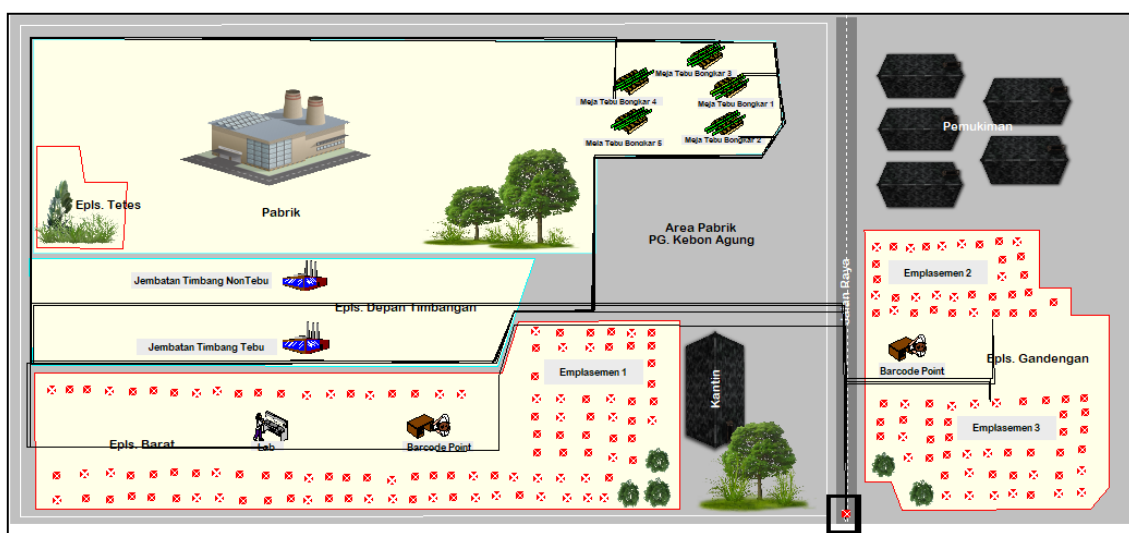 Meja Tebu Bongkar 3
Meja Tebu Bongkar 4
Meja Tebu Bongkar 1
Meja Tebu Bongkar 2
Meja Tebu Bongkar 5
Pemukiman
Epls. Tetes
Pabrik
Area Pabrik
PG. Kebon Agung
Jalan Raya
Emplasemen 2
Jembatan Timbang NonTebu
Epls. Depan Timbangan
Jembatan Timbang Tebu
Barcode Point
Epls. Gandengan
Emplasemen 1
Kantin
Emplasemen 3
Epls. Barat
Lab
Barcode Point